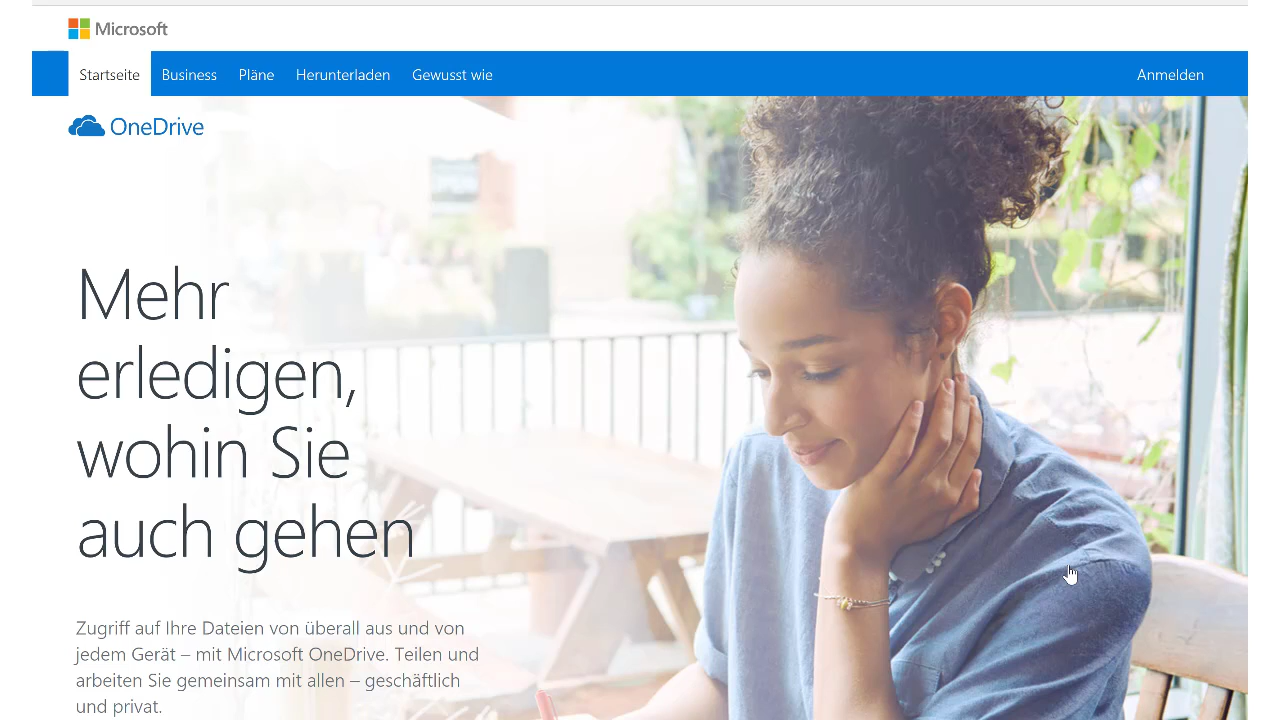 Microsoft
Startseite Business Pläne Herunterladen Gewusst wie Anmelden
OneDrive
Mehr
erledigen,
wohin Sie
auch gehen
Zugriff auf Ihre Dateien von überall aus und von
jedem Gerät – mit Microsoft OneDrive. Teilen und
arbeiten Sie gemeinsam mit allen – geschäftlich
und privat.